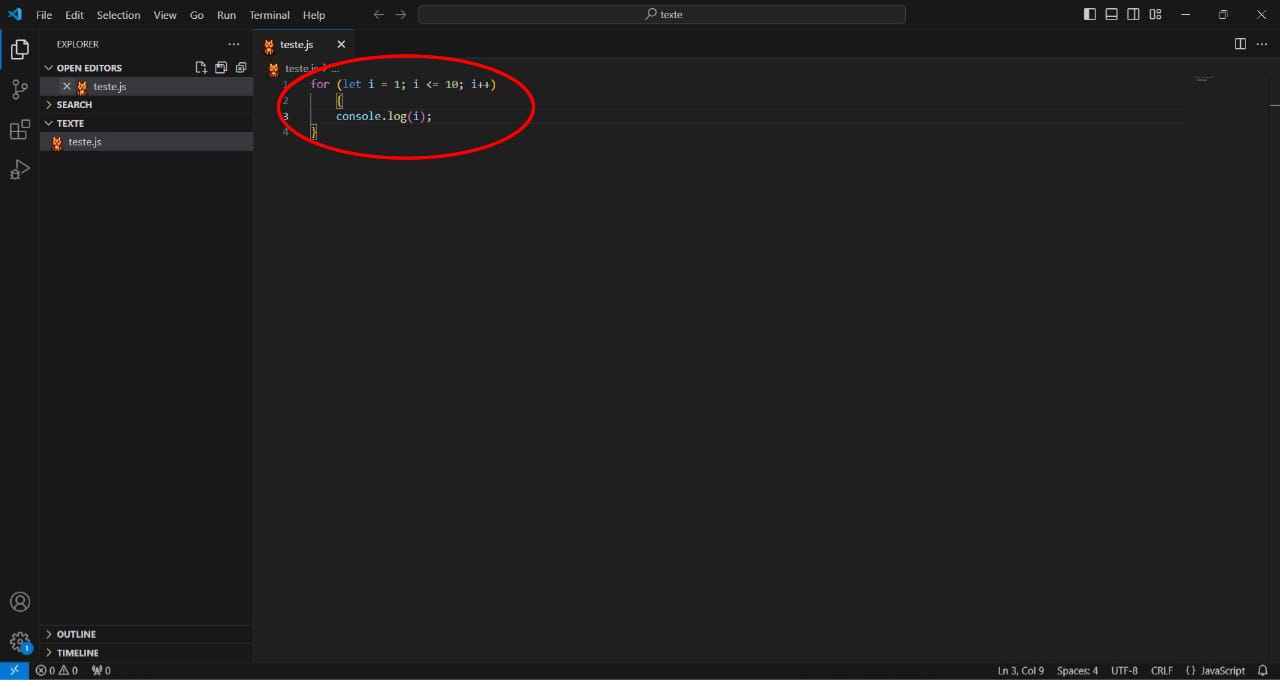 File Edit Selection View Go Run Terminal Help
texte
EXPLORER
OPEN EDITORS
teste.js
SEARCH
TEXTE
teste.js
OUTLINE
TIMELINE
teste.js
teste.js > ...
1 for (let i = 1; i <= 10; i++)
2 {
3 console.log(i);
4 }
1
0 0 0
Ln 3, Col 9 Spaces: 4 UTF-8 CRLF {} JavaScript